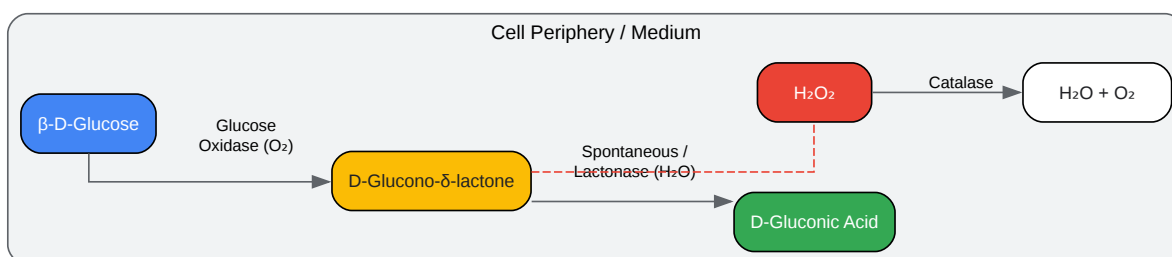 Cell Periphery / Medium
β-D-Glucose
Glucose
Oxidase (O₂)
D-Glucono-δ-lactone
Spontaneous /
Lactonase (H₂O)
H₂O₂
Catalase
H₂O + O₂
D-Gluconic Acid